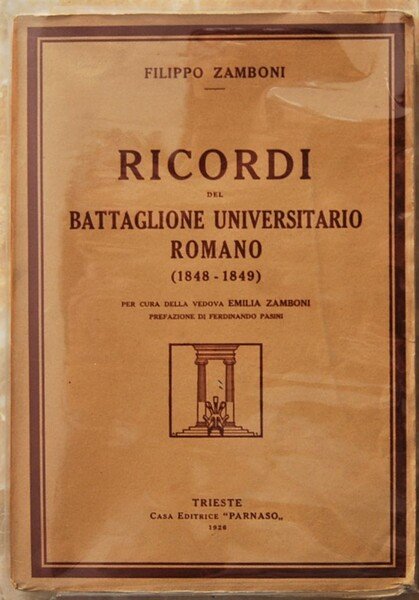 FILIPPO ZAMBONI
RICORDI
DEL
BATTAGLIONE UNIVERSITARIO
ROMANO
(1848 - 1849)
PER CURA DELLA VEDOVA EMILIA ZAMBONI
PREFAZIONE DI FERDINANDO PASINI
TRIESTE
CASA EDITRICE "PARNASO„
1926